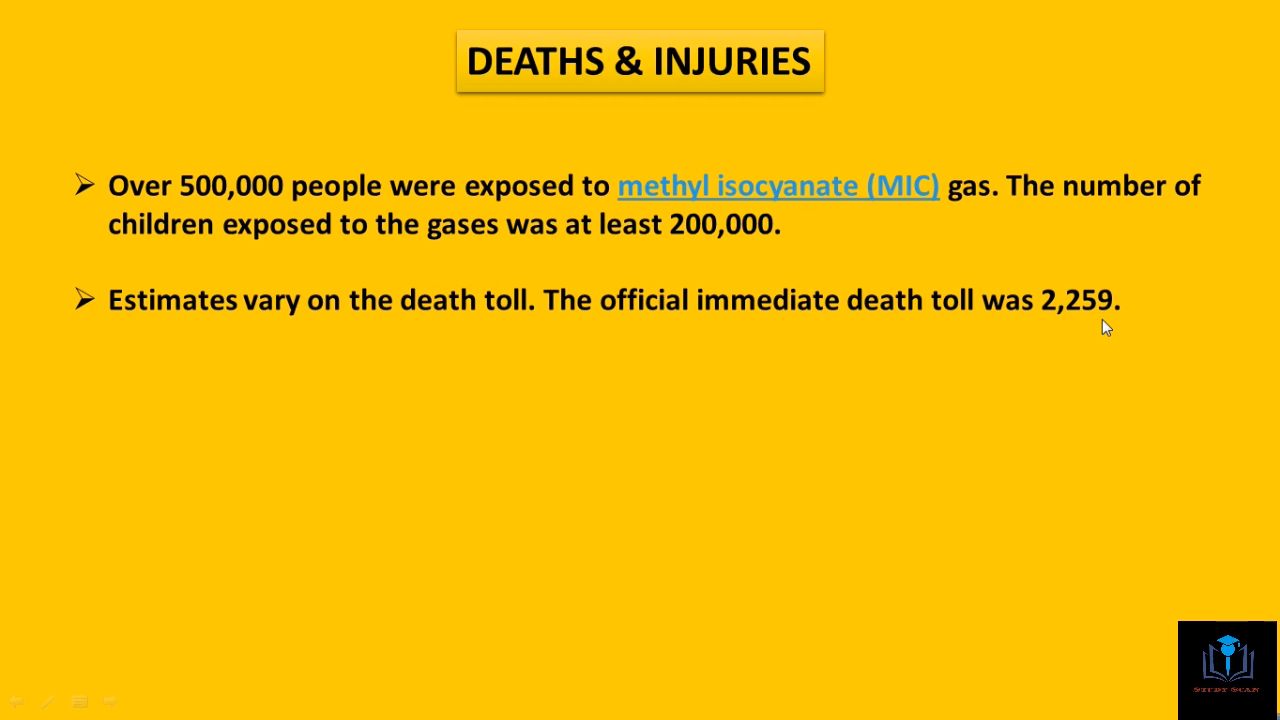 DEATHS & INJURIES
Over 500,000 people were exposed to methyl isocyanate (MIC) gas. The number of
children exposed to the gases was at least 200,000.
Estimates vary on the death toll. The official immediate death toll was 2,259.
STUDY SCAN